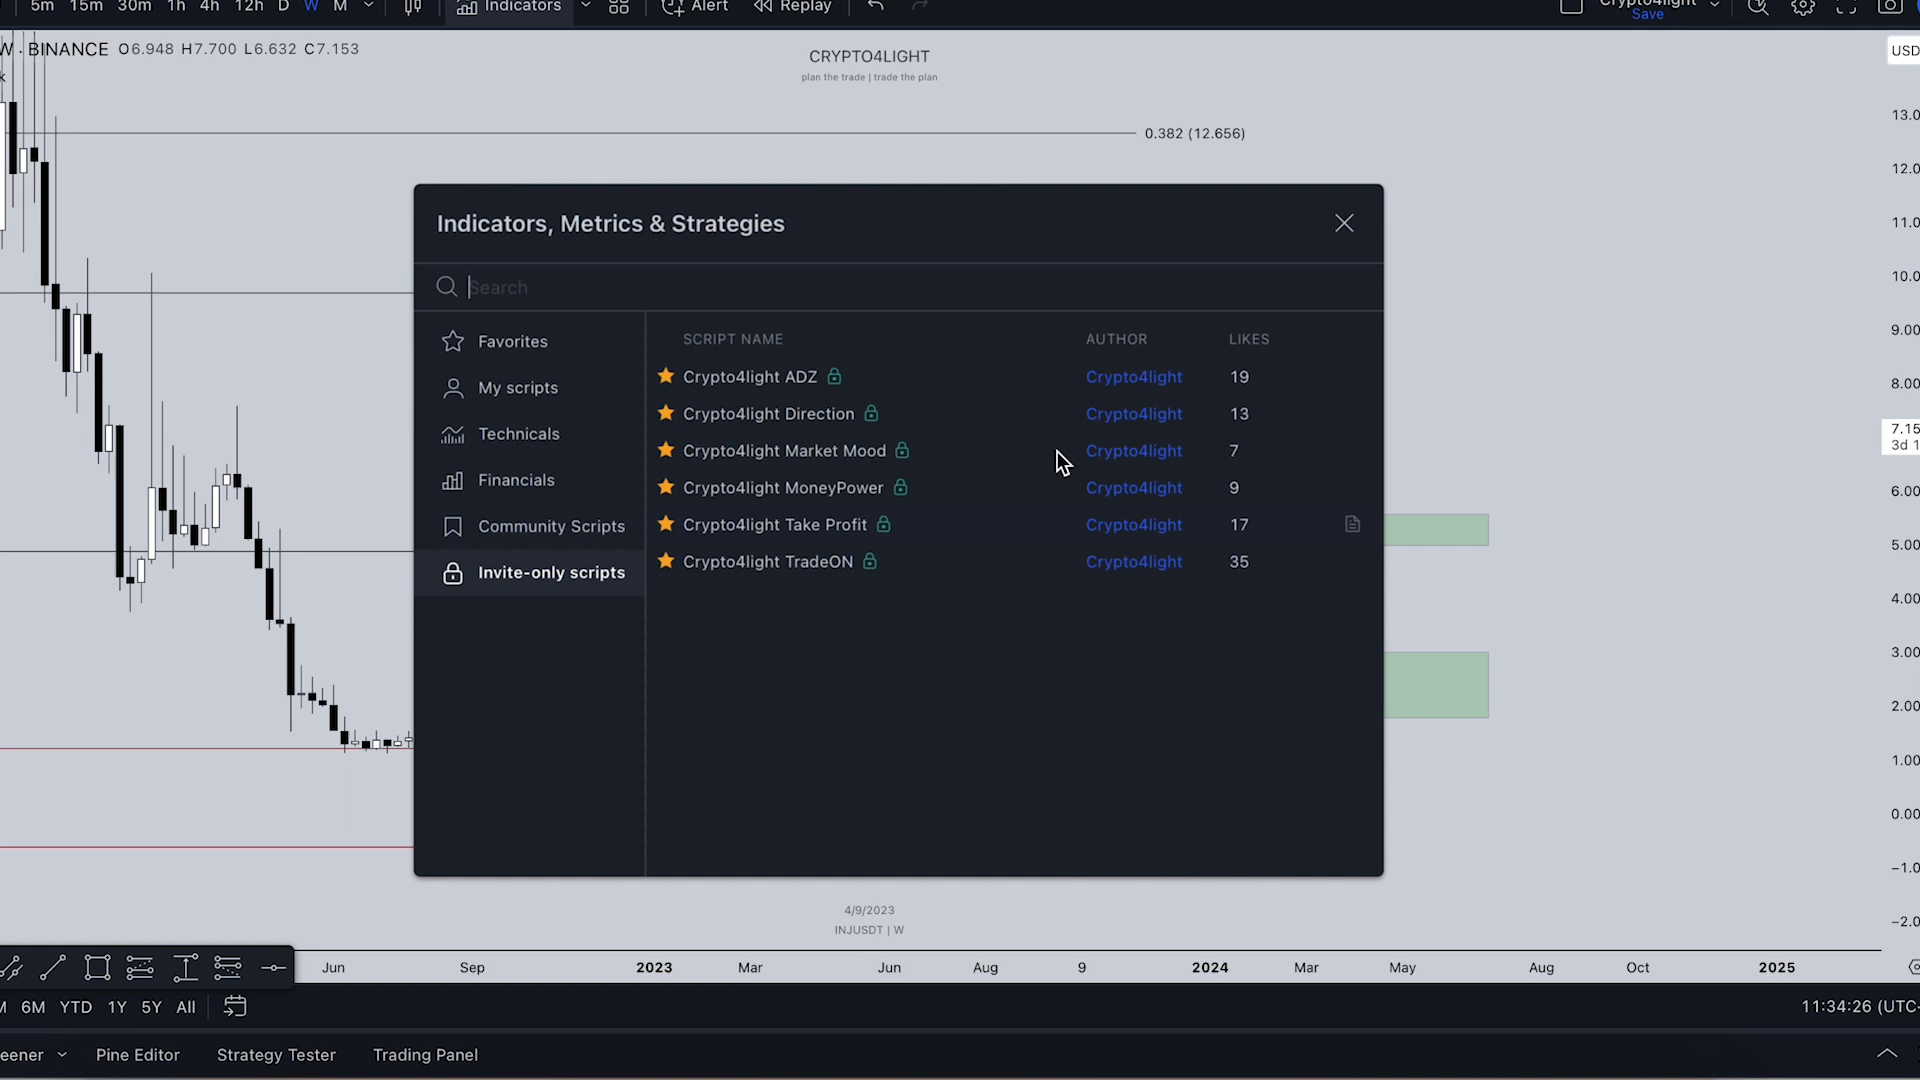 5m 15m 30m 1h 4h 12h D W M Indicators Alert Replay
Save
W · BINANCE O6.948 H7.700 L6.632 C7.153
USD
CRYPTO4LIGHT
plan the trade | trade the plan
0.382 (12.656)
Indicators, Metrics & Strategies
Search
Favorites
My scripts
Technicals
Financials
Community Scripts
Invite-only scripts
SCRIPT NAME AUTHOR LIKES
Crypto4light ADZ Crypto4light 19
Crypto4light Direction Crypto4light 13
Crypto4light Market Mood Crypto4light 7
Crypto4light MoneyPower Crypto4light 9
Crypto4light Take Profit Crypto4light 17
Crypto4light TradeON Crypto4light 35
13.0
12.0
11.0
10.0
9.00
8.00
7.15
3d 1
6.00
5.00
4.00
3.00
2.00
1.00
0.00
−1.0
−2.0
4/9/2023
INJUSDT | W
Jun Sep 2023 Mar Jun Aug 9 2024 Mar May Aug Oct 2025
6M YTD 1Y 5Y All
11:34:26 (UTC-
eener Pine Editor Strategy Tester Trading Panel